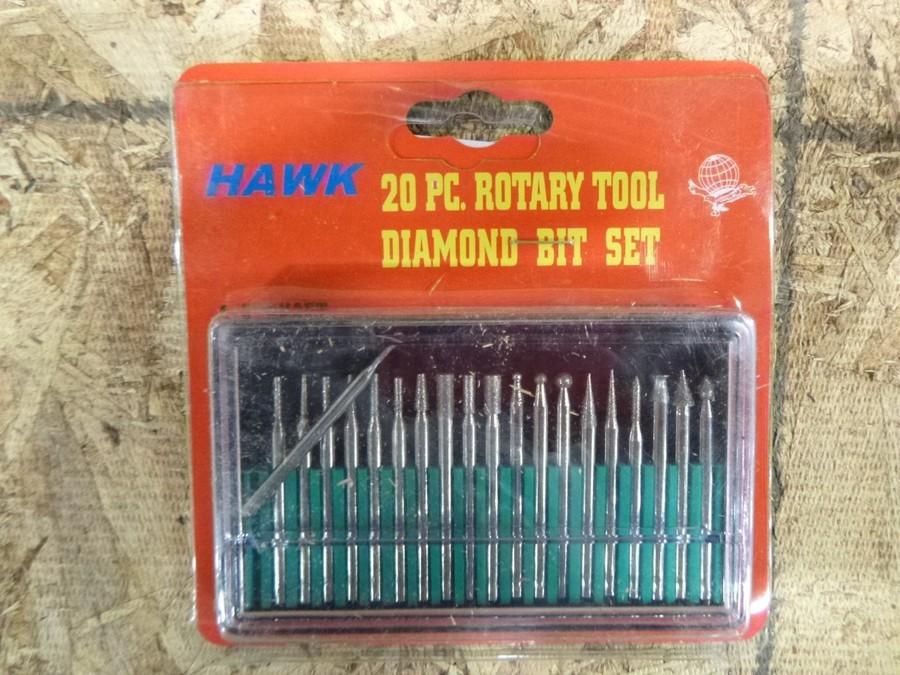 HAWK
20 PC. ROTARY TOOL
DIAMOND BIT SET